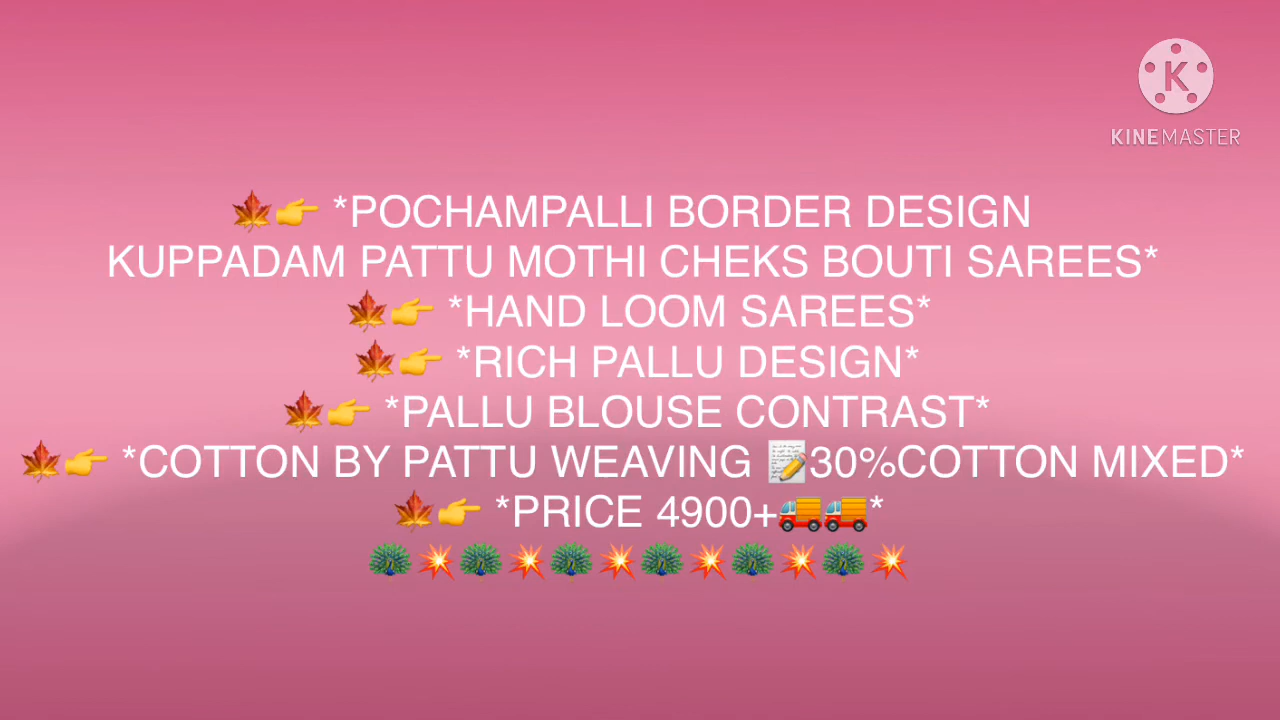 KINEMASTER
🍁👉 *POCHAMPALLI BORDER DESIGN
KUPPADAM PATTU MOTHI CHEKS BOUTI SAREES*
🍁👉 *HAND LOOM SAREES*
🍁👉 *RICH PALLU DESIGN*
🍁👉 *PALLU BLOUSE CONTRAST*
🍁👉 *COTTON BY PATTU WEAVING 📝30%COTTON MIXED*
🍁👉 *PRICE 4900+🚚🚚*
🦚💥🦚💥🦚💥🦚💥🦚💥🦚💥